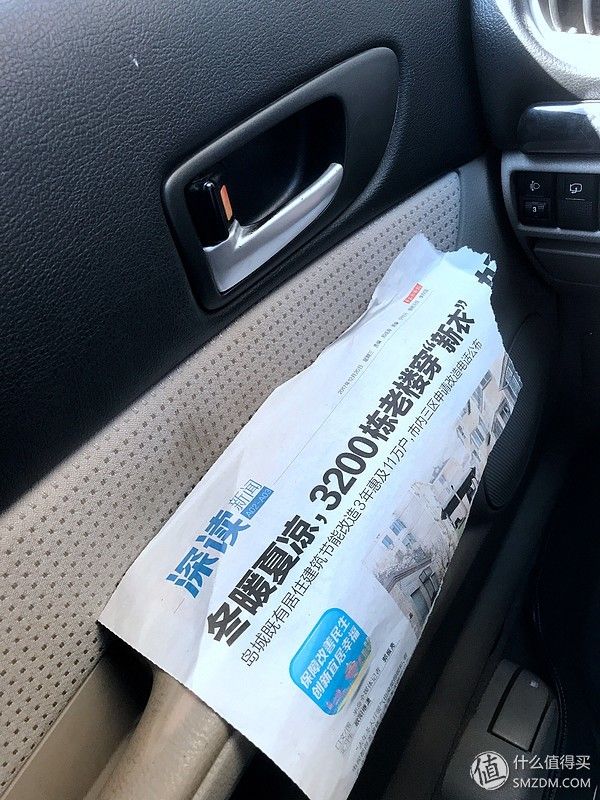 深读
新闻
A02-A03
冬暖夏凉，3200栋老楼穿“新衣”
岛城既有居住建筑节能改造3年惠及11万户，市内三区申请改造电话公布
保障改善民生
创新宜居幸福
3
值 什么值得买
SMZDM.COM